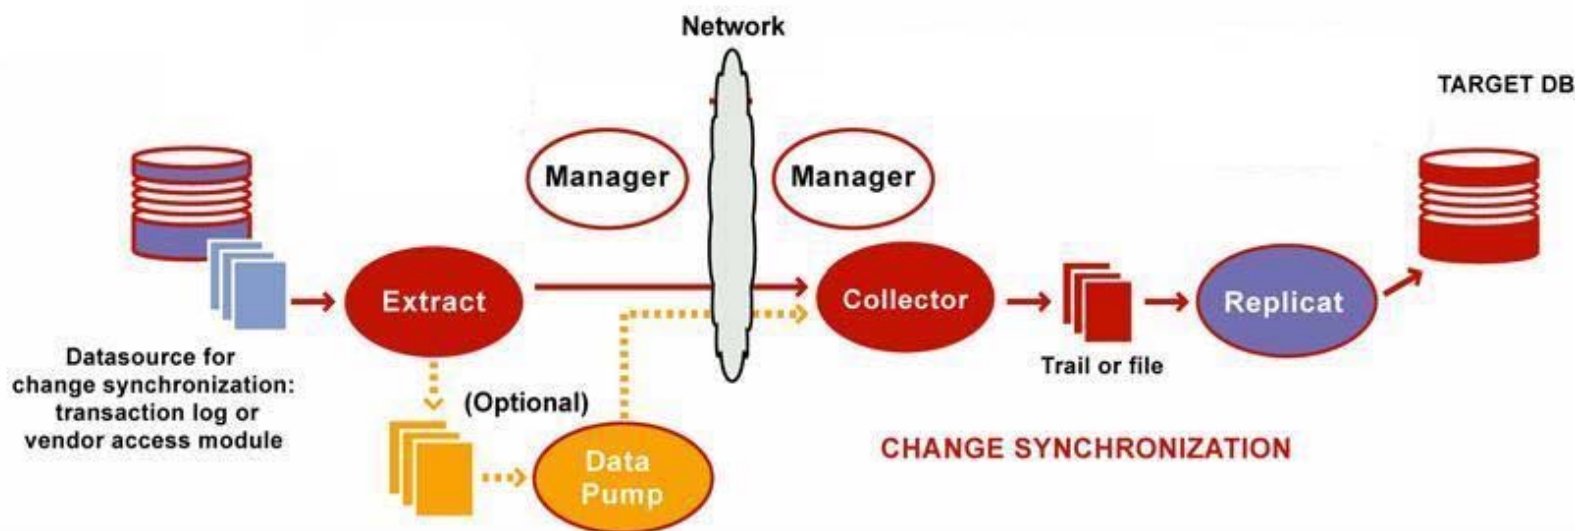 Network
TARGET DB
Manager
Manager
Extract
Collector
Replicat
Datasource for
change synchronization:
transaction log or
vendor access module
Trail or file
(Optional)
Data
Pump
CHANGE SYNCHRONIZATION